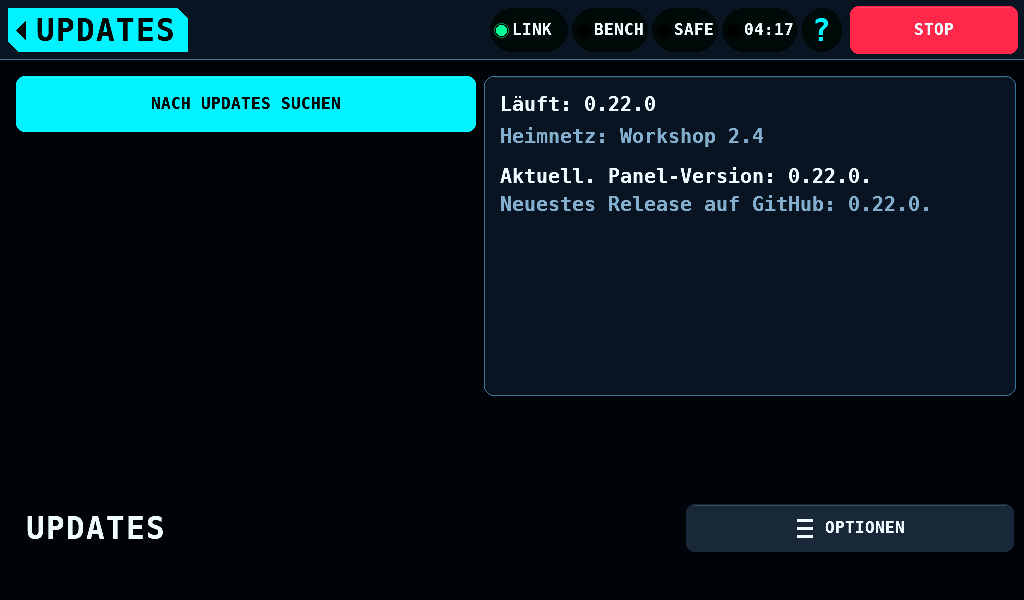 UPDATES
LINK
BENCH
SAFE
04:17
?
STOP
NACH UPDATES SUCHEN
Läuft: 0.22.0
Heimnetz: Workshop 2.4
Aktuell. Panel-Version: 0.22.0.
Neuestes Release auf GitHub: 0.22.0.
UPDATES
OPTIONEN